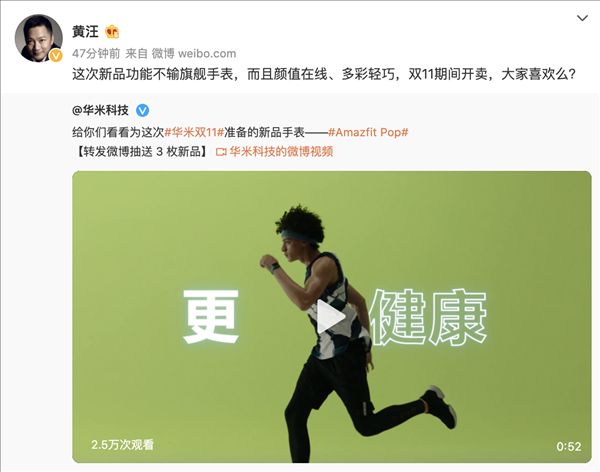 黄汪
47分钟前 来自 微博 weibo.com
这次新品功能不输旗舰手表，而且颜值在线、多彩轻巧，双11期间开卖，大家喜欢么？
@华米科技
给你们看看为这次#华米双11#准备的新品手表——#Amazfit Pop#
【转发微博抽送 3 枚新品】 华米科技的微博视频
更 健康
2.5万次观看 0:52